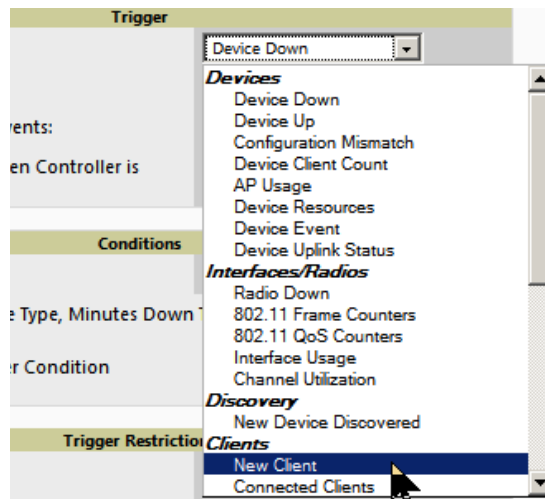 Trigger
Device Down
Devices
Device Down
Device Up
vents:
Configuration Mismatch
Device Client Count
en Controller is
AP Usage
Device Resources
Device Event
Conditions
Device Uplink Status
Interfaces/Radios
Radio Down
e Type, Minutes Down T
802.11 Frame Counters
802.11 QoS Counters
Interface Usage
er Condition
Channel Utilization
Discovery
New Device Discovered
Trigger Restrictio
Clients
New Client
Connected Clients